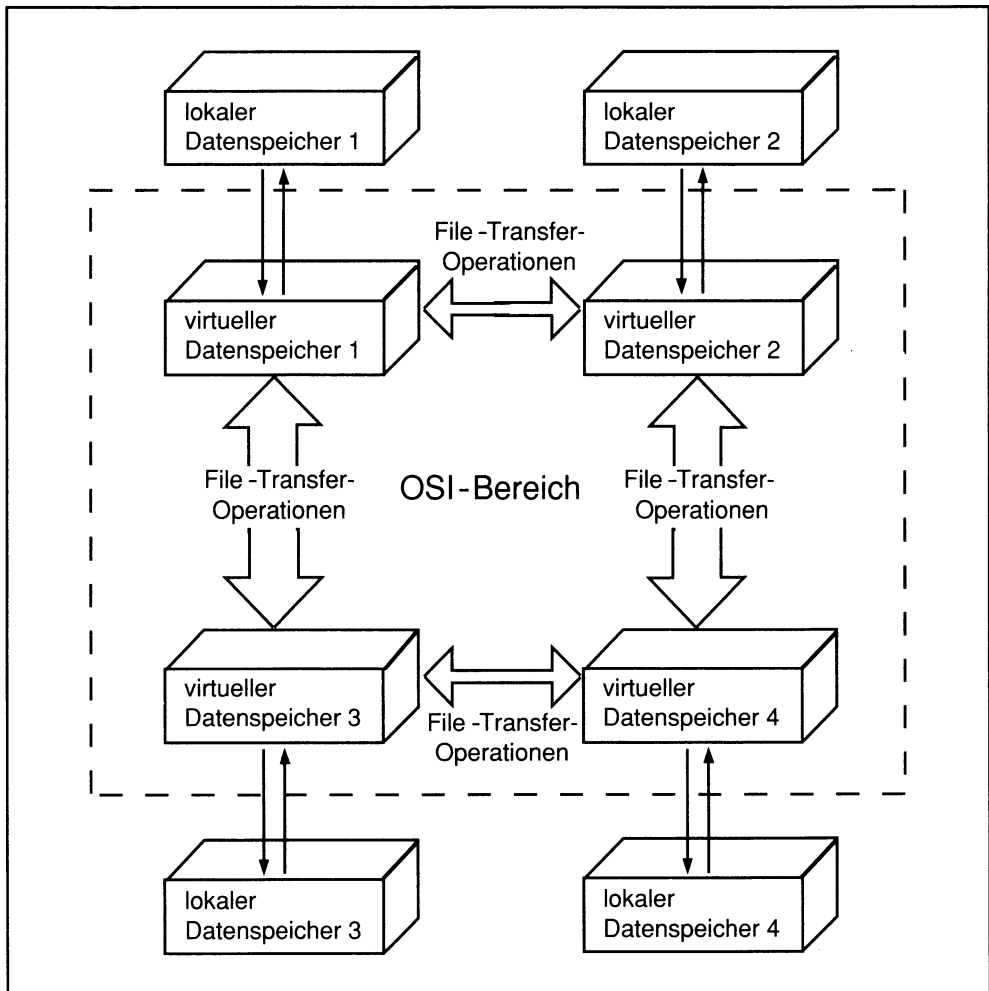 lokaler
Datenspeicher 1
lokaler
Datenspeicher 2
File -Transfer-
Operationen
virtueller
Datenspeicher 1
virtueller
Datenspeicher 2
File -Transfer-
Operationen
OSI-Bereich
File -Transfer-
Operationen
virtueller
Datenspeicher 3
File -Transfer-
Operationen
virtueller
Datenspeicher 4
lokaler
Datenspeicher 3
lokaler
Datenspeicher 4